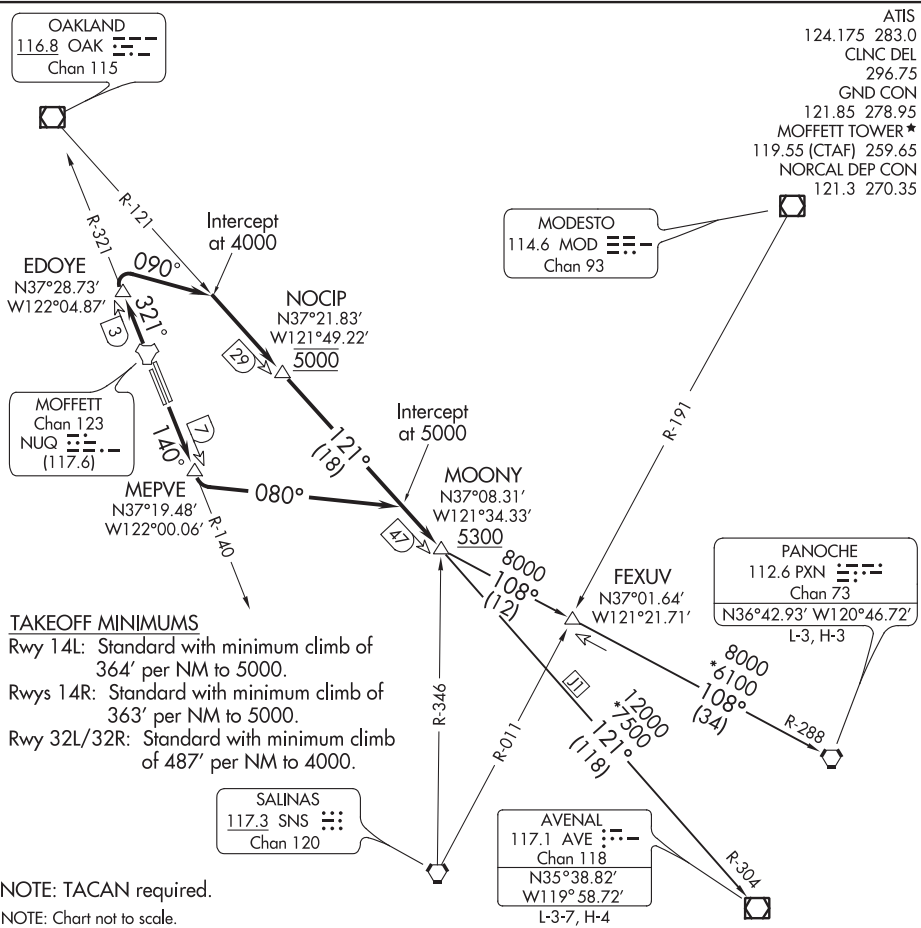 ATIS
124.175 283.0
CLNC DEL
296.75
GND CON
121.85 278.95
MOFFETT TOWER★
119.55 (CTAF) 259.65
NORCAL DEP CON
121.3 270.35
OAKLAND
116.8 OAK
Chan 115
R-121
R-321
Intercept
at 4000
MODESTO
114.6 MOD
Chan 93
EDOYE
N37°28.73'
W122°04.87'
090°
321°
3
NOCIP
N37°21.83'
W121°49.22'
5000
29
MOFFETT
Chan 123
NUQ
(117.6)
140°
7
121°
(18)
Intercept
at 5000
R-191
MEPVE
N37°19.48'
W122°00.06'
080°
R-140
47
MOONY
N37°08.31'
W121°34.33'
5300
8000
108°
(12)
FEXUV
N37°01.64'
W121°21.71'
PANOCHE
112.6 PXN
Chan 73
N36°42.93' W120°46.72'
L-3, H-3
8000
*6100
108°
(34)
R-288
TAKEOFF MINIMUMS
Rwy 14L: Standard with minimum climb of
364' per NM to 5000.
Rwys 14R: Standard with minimum climb of
363' per NM to 5000.
Rwy 32L/32R: Standard with minimum climb
of 487' per NM to 4000.
R-346
R-011
J1
12000
*7500
121°
(118)
R-304
SALINAS
117.3 SNS
Chan 120
AVENAL
117.1 AVE
Chan 118
N35°38.82'
W119°58.72'
L-3-7, H-4
NOTE: TACAN required.
NOTE: Chart not to scale.